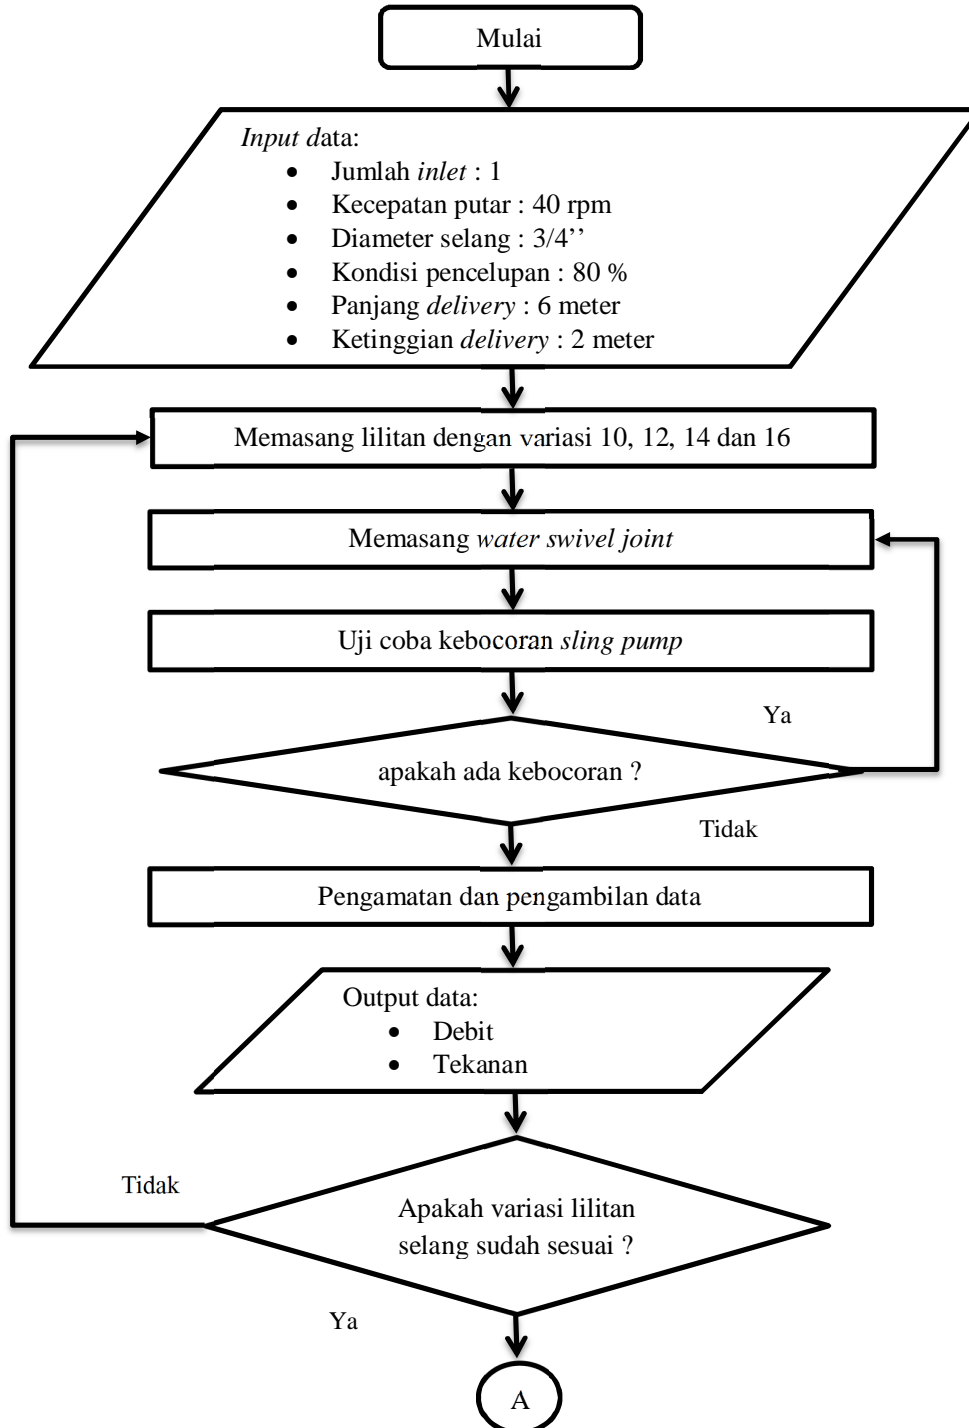 Mulai
Input data:
• Jumlah inlet : 1
• Kecepatan putar : 40 rpm
• Diameter selang : 3/4’’
• Kondisi pencelupan : 80 %
• Panjang delivery : 6 meter
• Ketinggian delivery : 2 meter
Memasang lilitan dengan variasi 10, 12, 14 dan 16
Memasang water swivel joint
Uji coba kebocoran sling pump
Ya
apakah ada kebocoran ?
Tidak
Pengamatan dan pengambilan data
Output data:
• Debit
• Tekanan
Tidak
Apakah variasi lilitan
selang sudah sesuai ?
Ya
A